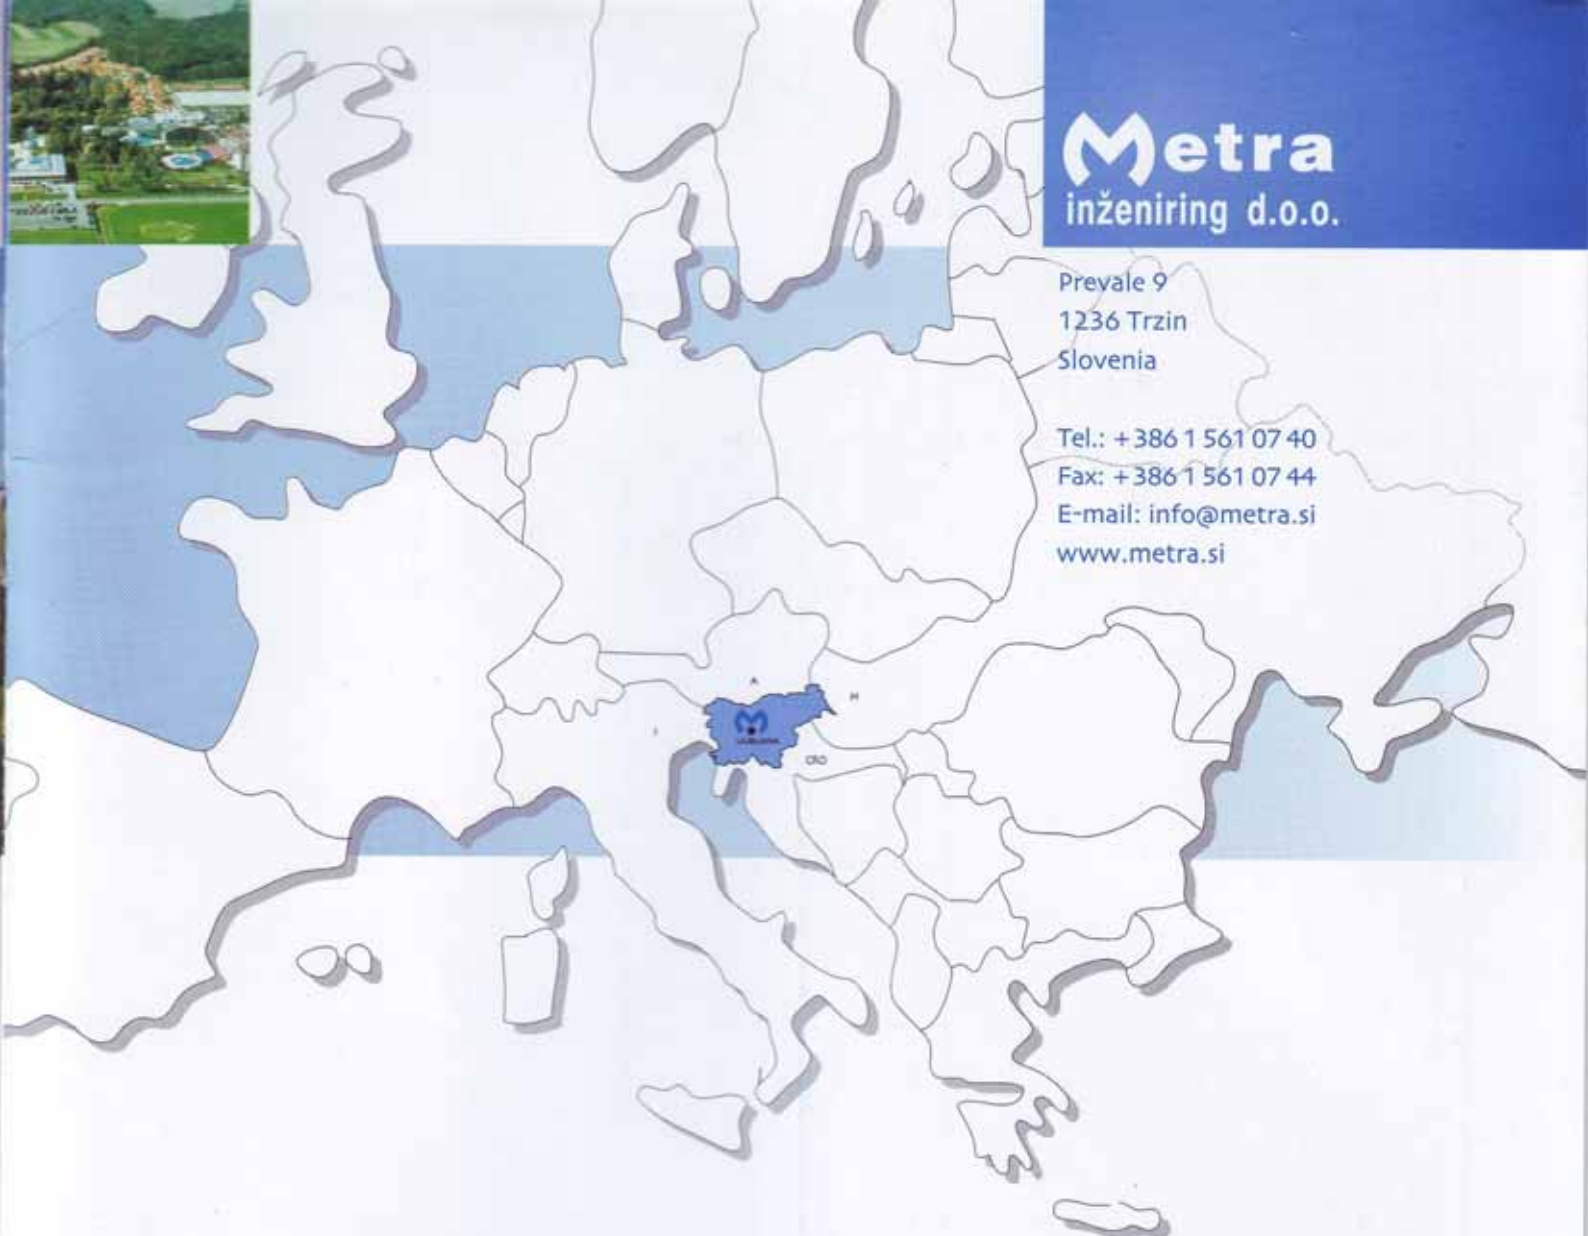 Metra
inženiring d.o.o.
Prevale 9
1236 Trzin
Slovenia
Tel.: +386 1 561 07 40
Fax: +386 1 561 07 44
E-mail: info@metra.si
www.metra.si
A
H
M
I
CRO